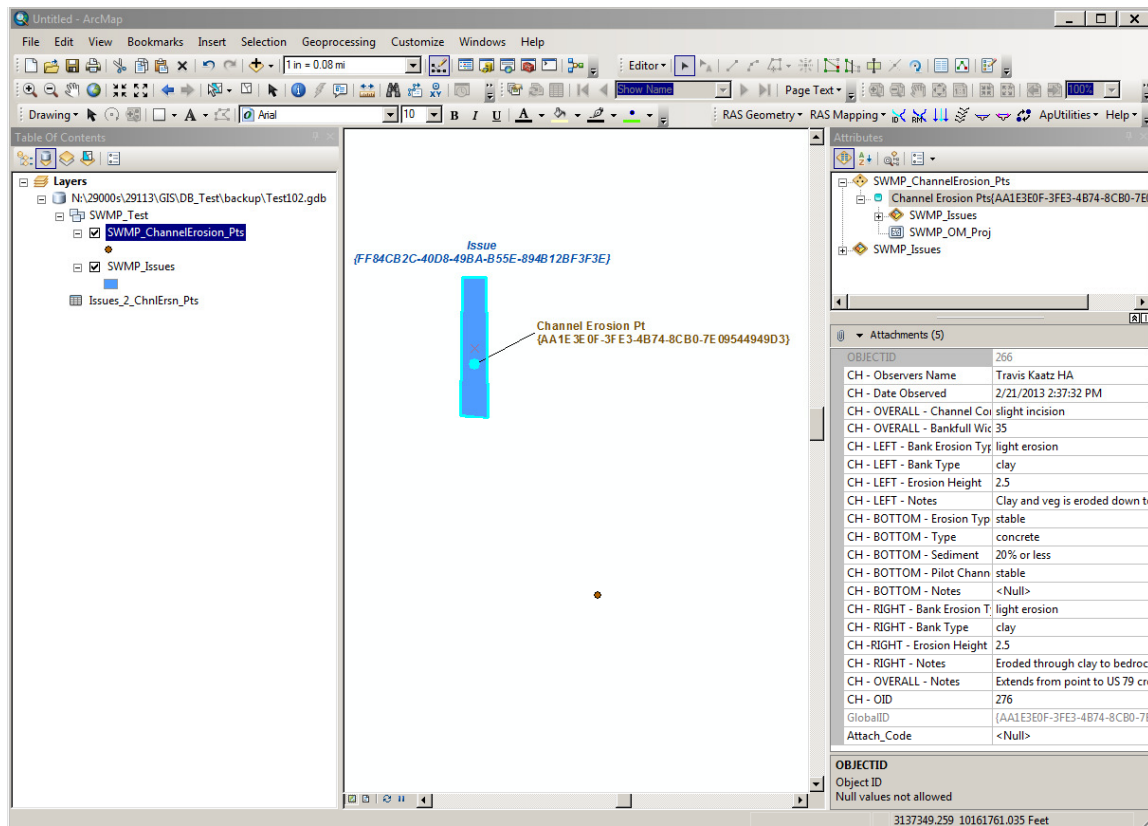 Untitled - ArcMap
File Edit View Bookmarks Insert Selection Geoprocessing Customize Windows Help
1 in = 0.08 mi
Editor
Show Name
Page Text
100%
Drawing
A
Arial
10
B I U A
RAS Geometry RAS Mapping ApUtilities Help
Table Of Contents
Layers
N:\29000s\29113\GIS\DB_Test\backup\Test102.gdb
SWMP_Test
SWMP_ChannelErosion_Pts
SWMP_Issues
Issues_2_ChnlErsn_Pts
Issue
{FF84CB2C-40D8-49BA-B55E-894B12BF3F3E}
Channel Erosion Pt
{AA1E3E0F-3FE3-4B74-8CB0-7E09544949D3}
Attributes
SWMP_ChannelErosion_Pts
Channel Erosion Pts{AA1E3E0F-3FE3-4B74-8CB0-7E0
SWMP_Issues
SWMP_OM_Proj
SWMP_Issues
Attachments (5)
OBJECTID 266
CH - Observers Name Travis Kaatz HA
CH - Date Observed 2/21/2013 2:37:32 PM
CH - OVERALL - Channel Cor slight incision
CH - OVERALL - Bankfull Wid 35
CH - LEFT - Bank Erosion Typ light erosion
CH - LEFT - Bank Type clay
CH - LEFT - Erosion Height 2.5
CH - LEFT - Notes Clay and veg is eroded down to
CH - BOTTOM - Erosion Typ stable
CH - BOTTOM - Type concrete
CH - BOTTOM - Sediment 20% or less
CH - BOTTOM - Pilot Chann stable
CH - BOTTOM - Notes <Null>
CH - RIGHT - Bank Erosion Ty light erosion
CH - RIGHT - Bank Type clay
CH -RIGHT - Erosion Height 2.5
CH - RIGHT - Notes Eroded through clay to bedroc
CH - OVERALL - Notes Extends from point to US 79 cr
CH - OID 276
GlobalID {AA1E3E0F-3FE3-4B74-8CB0-7E
Attach_Code <Null>
OBJECTID
Object ID
Null values not allowed
3137349.259 10161761.035 Feet